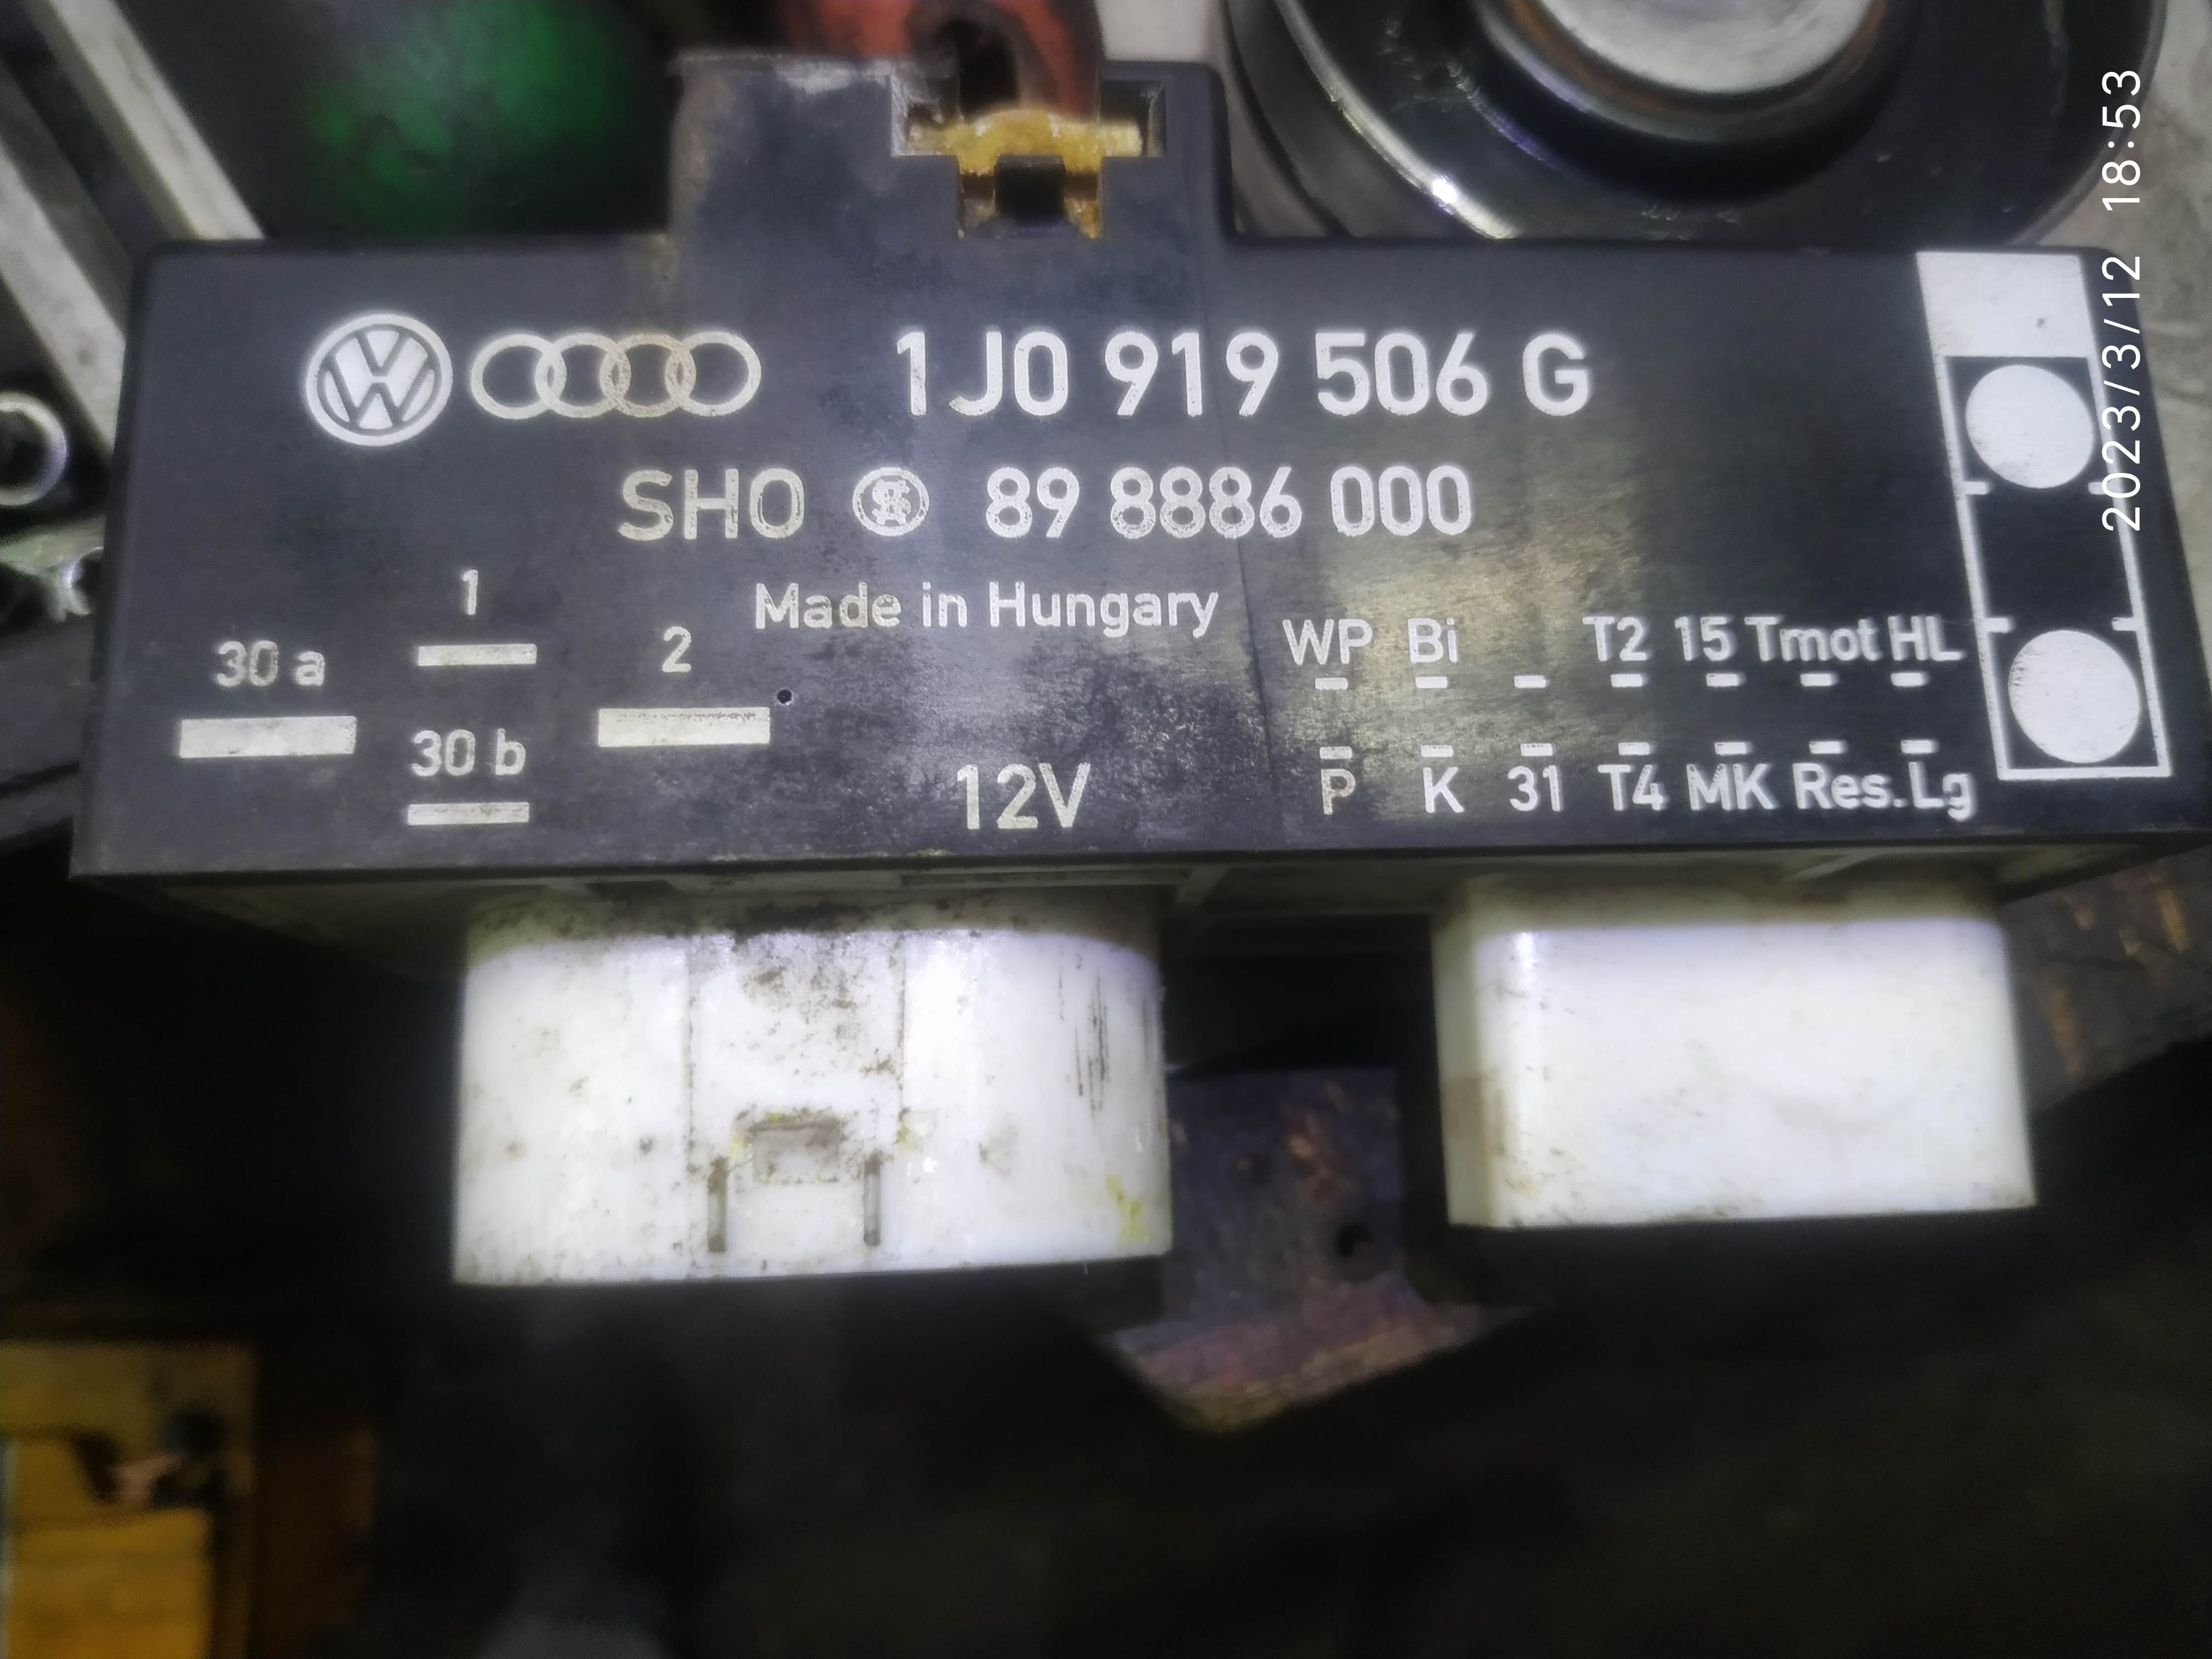 1J0 919 506 G
SHO 89 8886 000
Made in Hungary
1
30 a
2
30 b
12V
WP Bi T2 15 Tmot HL
P K 31 T4 MK Res. Lg
2023/3/12 18:53